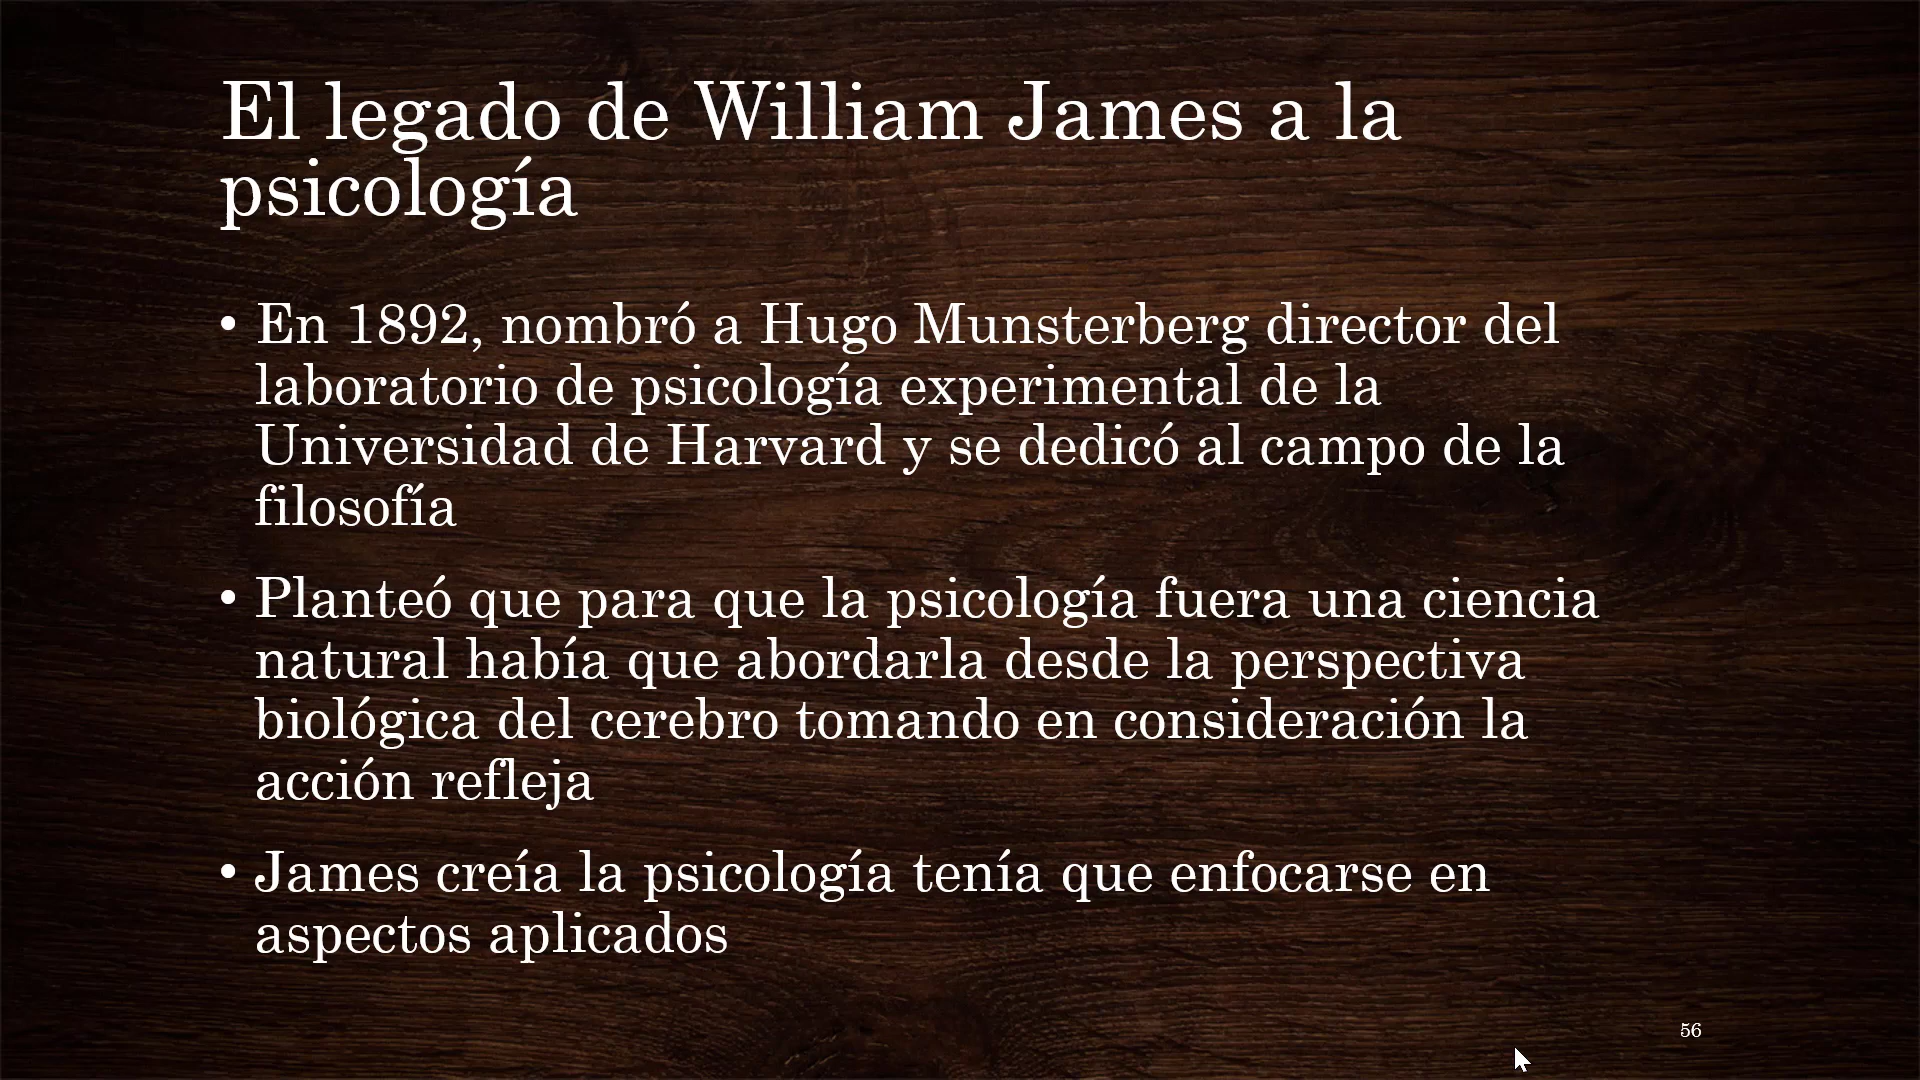 El legado de William James a la
psicología
• En 1892, nombró a Hugo Munsterberg director del
laboratorio de psicología experimental de la
Universidad de Harvard y se dedicó al campo de la
filosofía
• Planteó que para que la psicología fuera una ciencia
natural había que abordarla desde la perspectiva
biológica del cerebro tomando en consideración la
acción refleja
• James creía la psicología tenía que enfocarse en
aspectos aplicados
56